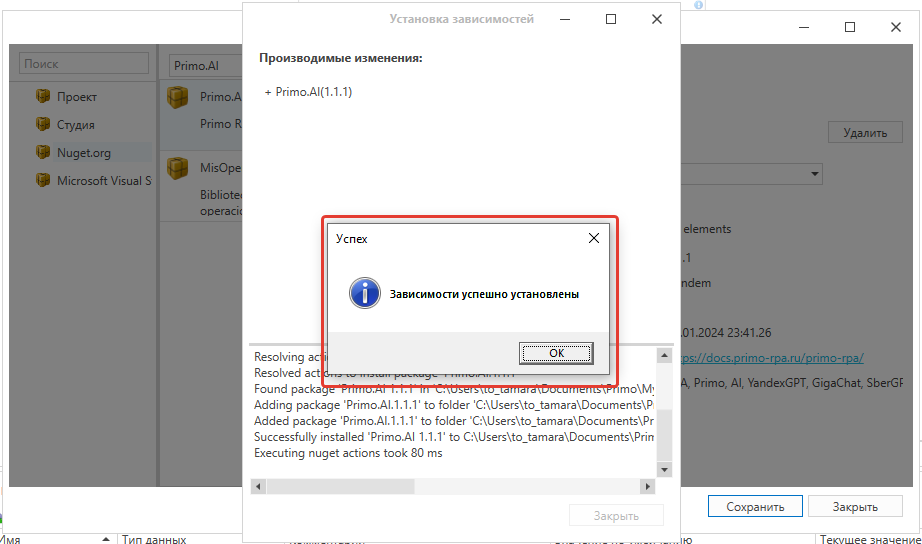 Установка зависимостей
Производимые изменения:
+ Primo.AI(1.1.1)
Поиск
Проект
Студия
Nuget.org
Microsoft Visual S
Primo.AI
Primo.A
Primo R
MisOpe
Bibliotec
operacio
Удалить
elements
.1
ndem
.01.2024 23:41.26
ps://docs.primo-rpa.ru/primo-rpa/
A, Primo, AI, YandexGPT, GigaChat, SberGP
Успех
Зависимости успешно установлены
OK
Resolving acti
Resolved actions to install package 'Primo.AI.1.1.1'
Found package 'Primo.AI 1.1.1' in 'C:\Users\to_tamara\Documents\Primo\My
Adding package 'Primo.AI.1.1.1' to folder 'C:\Users\to_tamara\Documents\P
Added package 'Primo.AI.1.1.1' to folder 'C:\Users\to_tamara\Documents\Pr
Successfully installed 'Primo.AI 1.1.1' to C:\Users\to_tamara\Documents\Prim
Executing nuget actions took 80 ms
Закрыть
Сохранить
Закрыть
Имя
Тип данных
Текущее значение